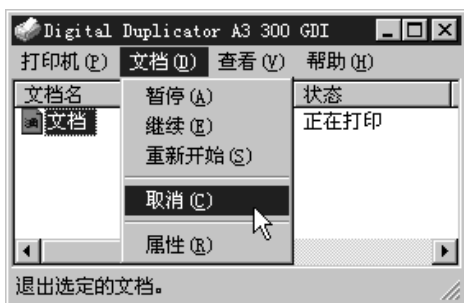 Digital Duplicator A3 300 GDI
打印机(P) 文档(D) 查看(V) 帮助(H)
文档名 状态
文档 正在打印
暂停(A)
继续(E)
重新开始(S)
取消(C)
属性(R)
退出选定的文档。